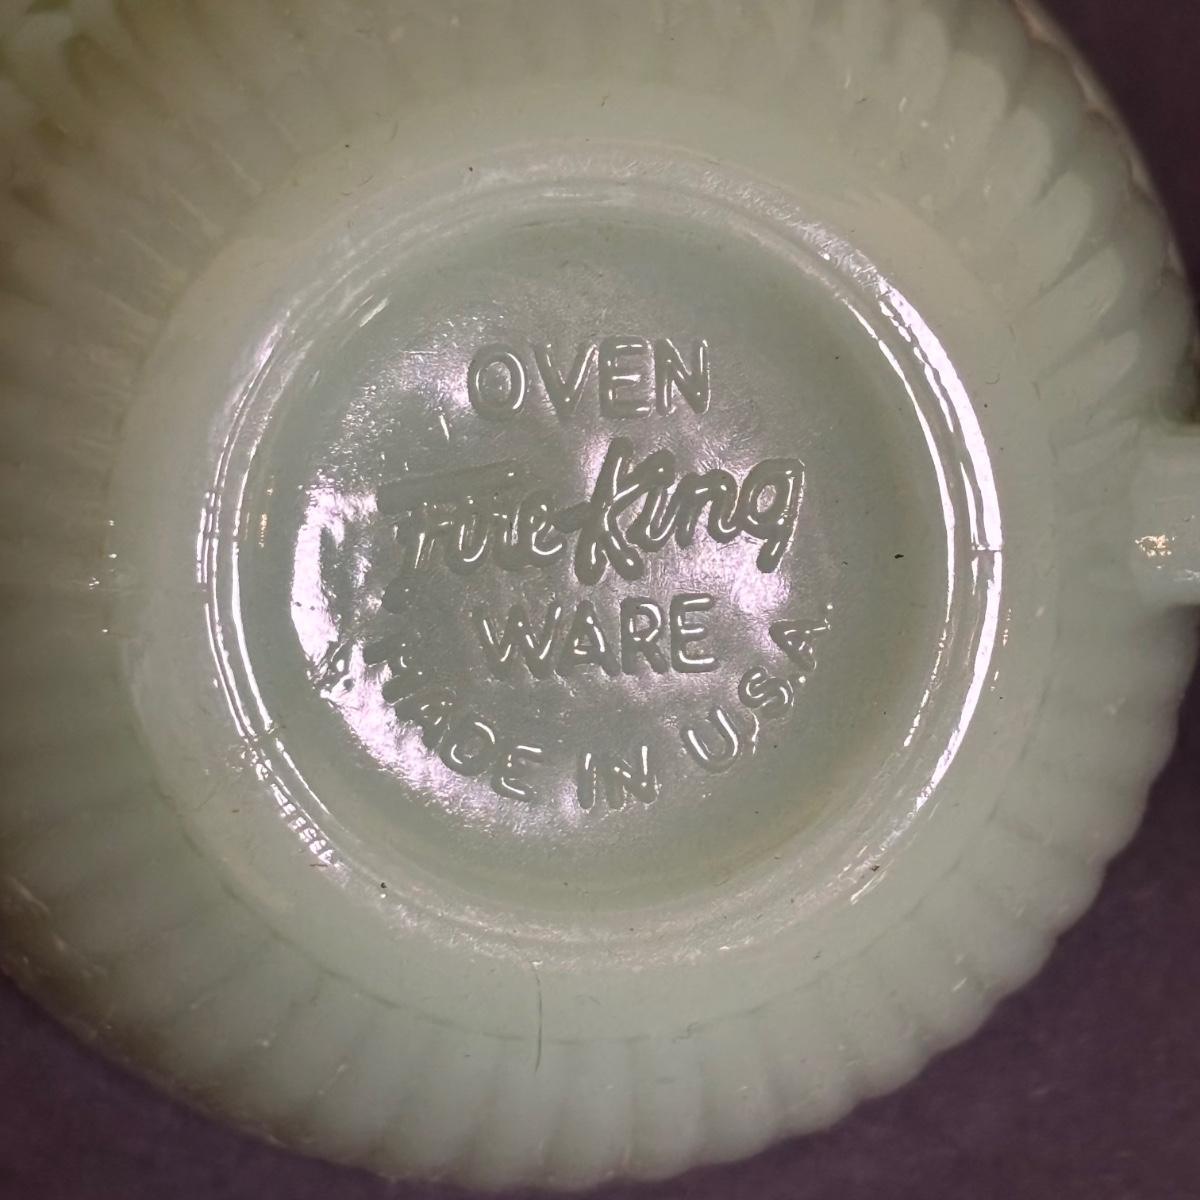 OVEN
Fire-King
WARE
MADE IN U.S.A.